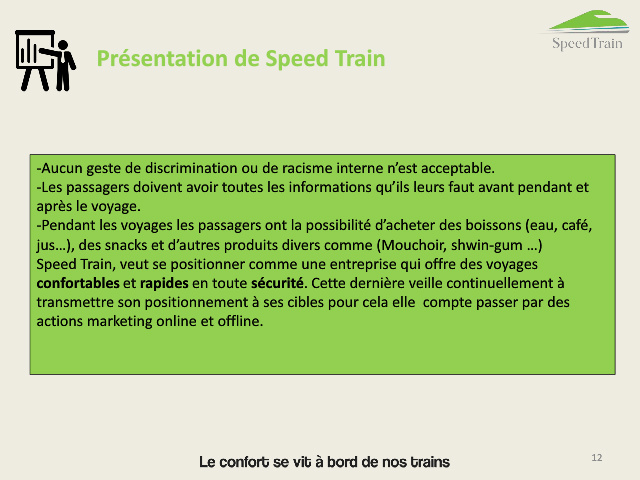 SpeedTrain
Présentation de Speed Train
-Aucun geste de discrimination ou de racisme interne n'est acceptable.
-Les passagers doivent avoir toutes les informations qu'ils leurs faut avant pendant et
après le voyage.
-Pendant les voyages les passagers ont la possibilité d'acheter des boissons (eau, café,
jus...), des snacks et d'autres produits divers comme (Mouchoir, shwin-gum ...)
Speed Train, veut se positionner comme une entreprise qui offre des voyages
confortables et rapides en toute sécurité. Cette dernière veille continuellement à
transmettre son positionnement à ses cibles pour cela elle  compte passer par des
actions marketing online et offline.
Le confort se vit à bord de nos trains
12